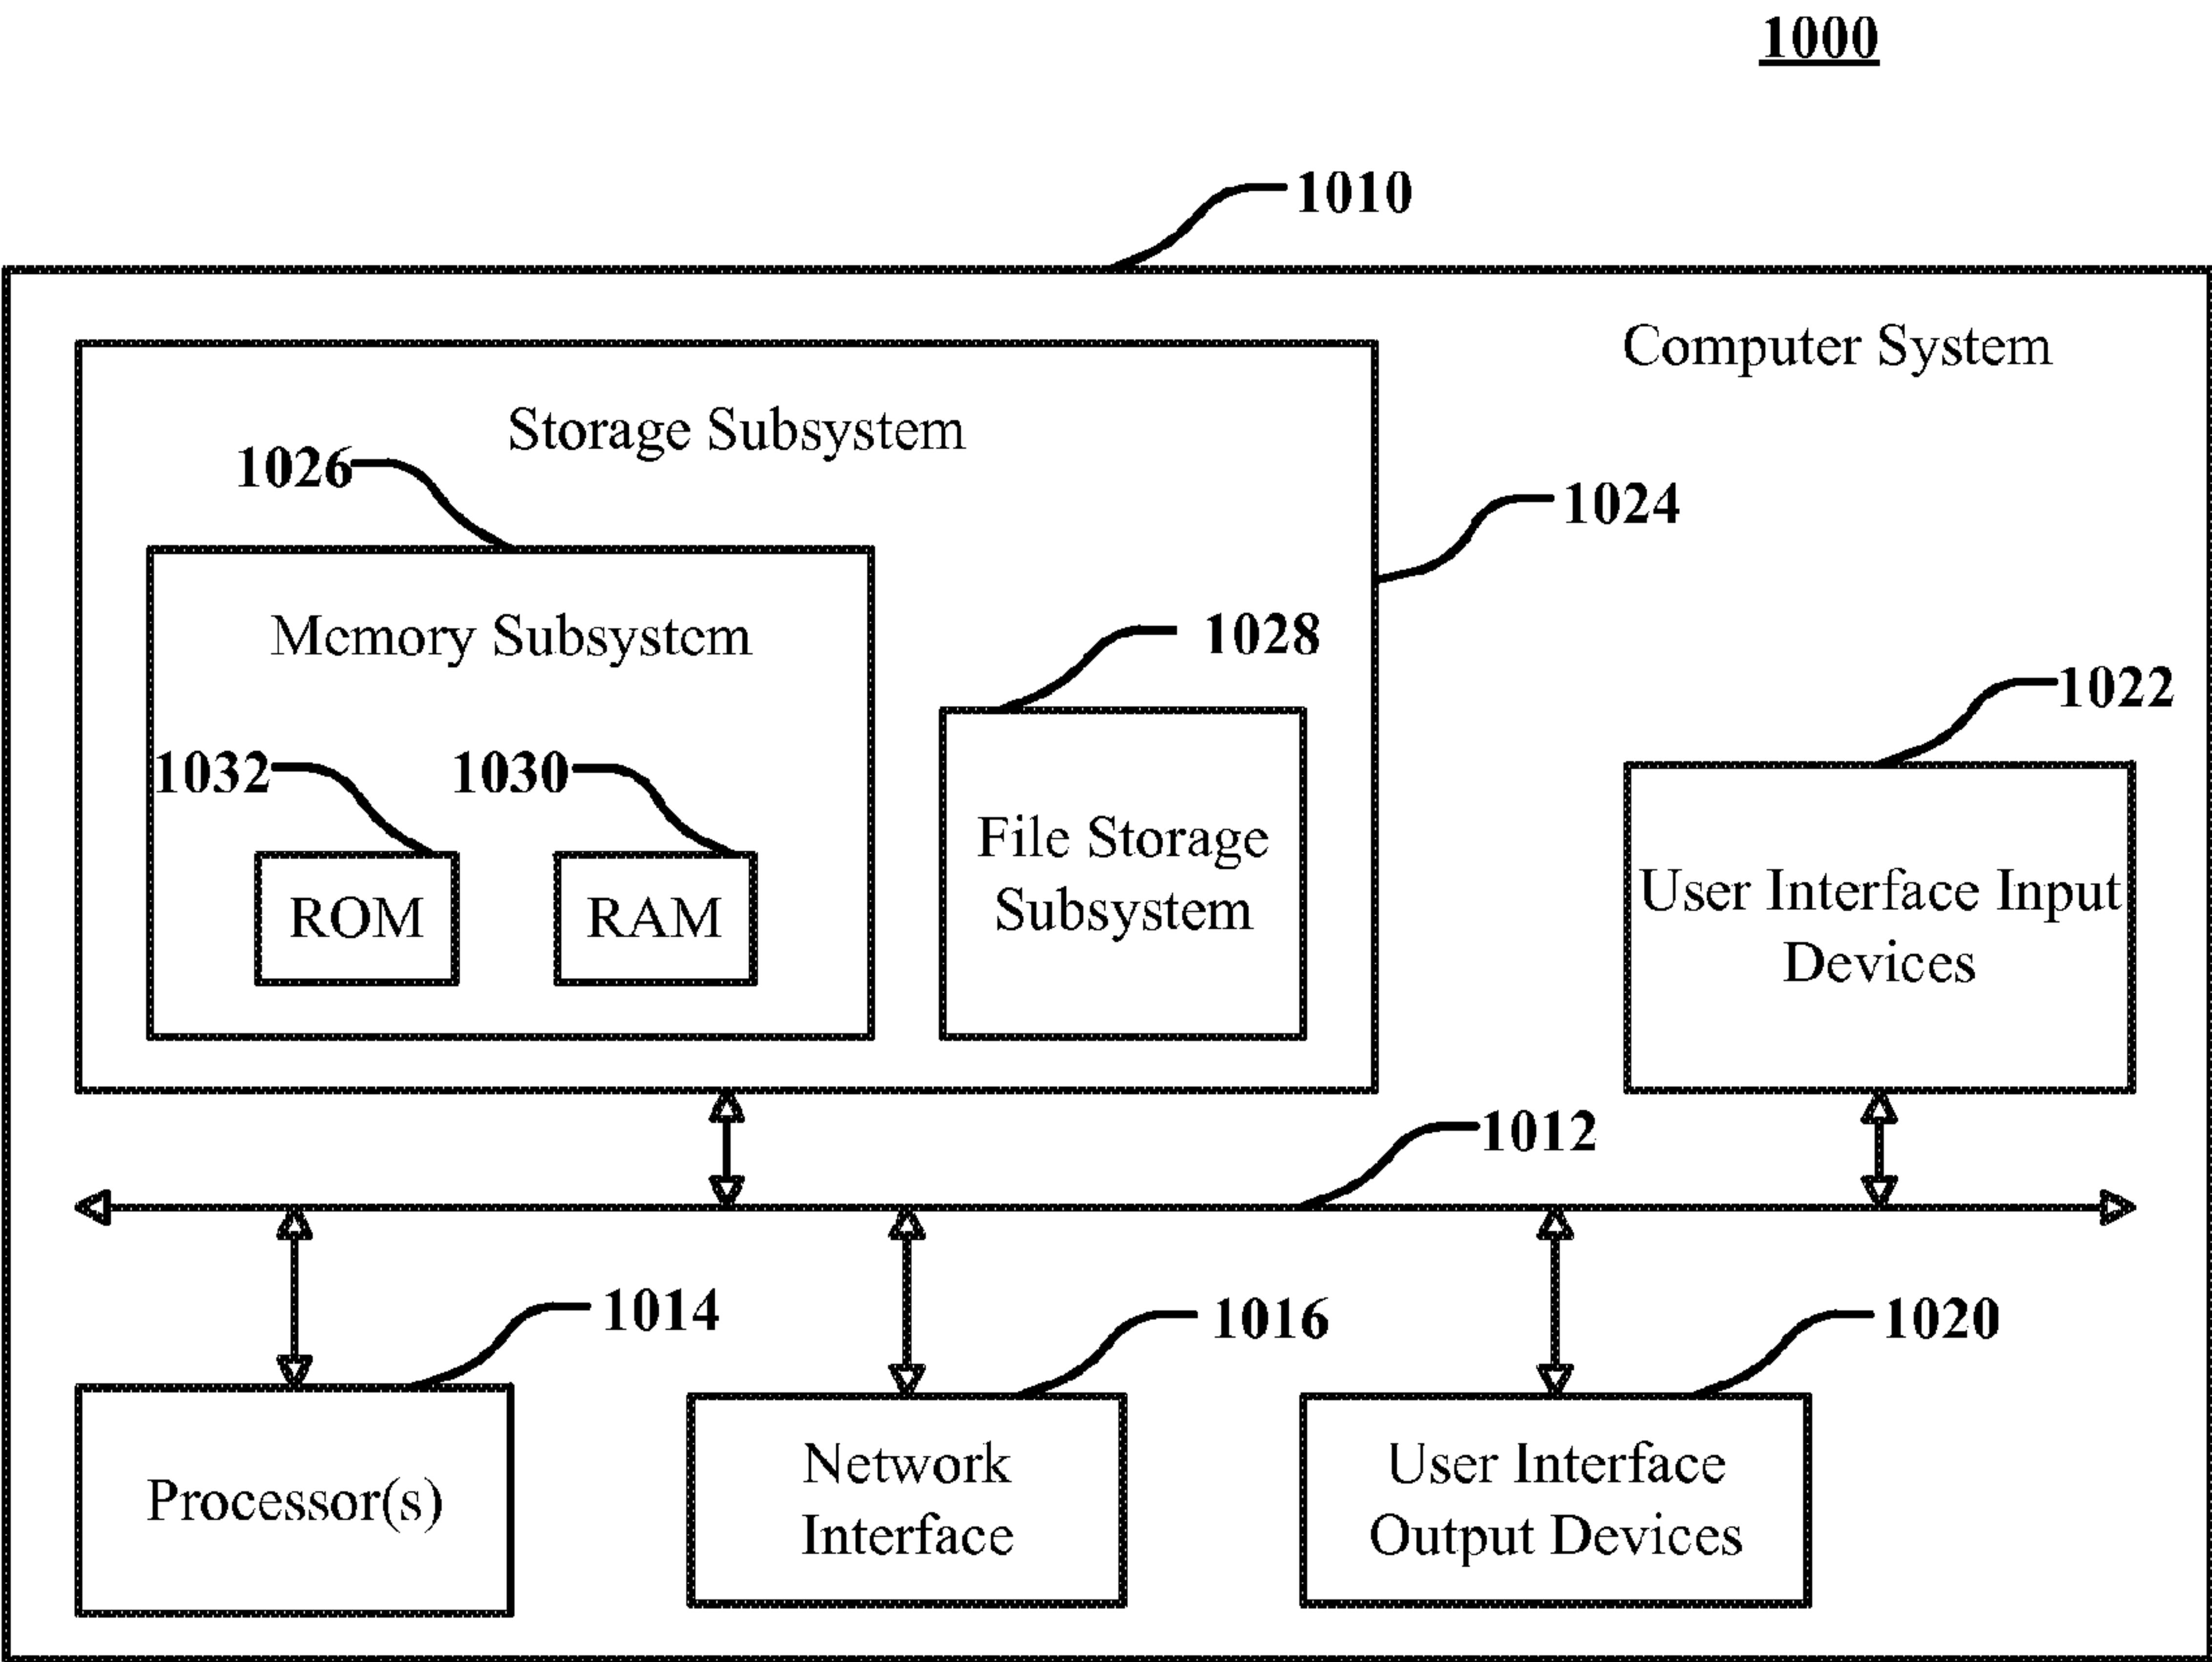 1000
1010
Computer System
Storage Subsystem
1026
1024
Memory Subsystem
1028
1022
1032
1030
File Storage
Subsystem
ROM
RAM
User Interface Input
Devices
1012
1014
1016
1020
Processor(s)
Network
Interface
User Interface
Output Devices